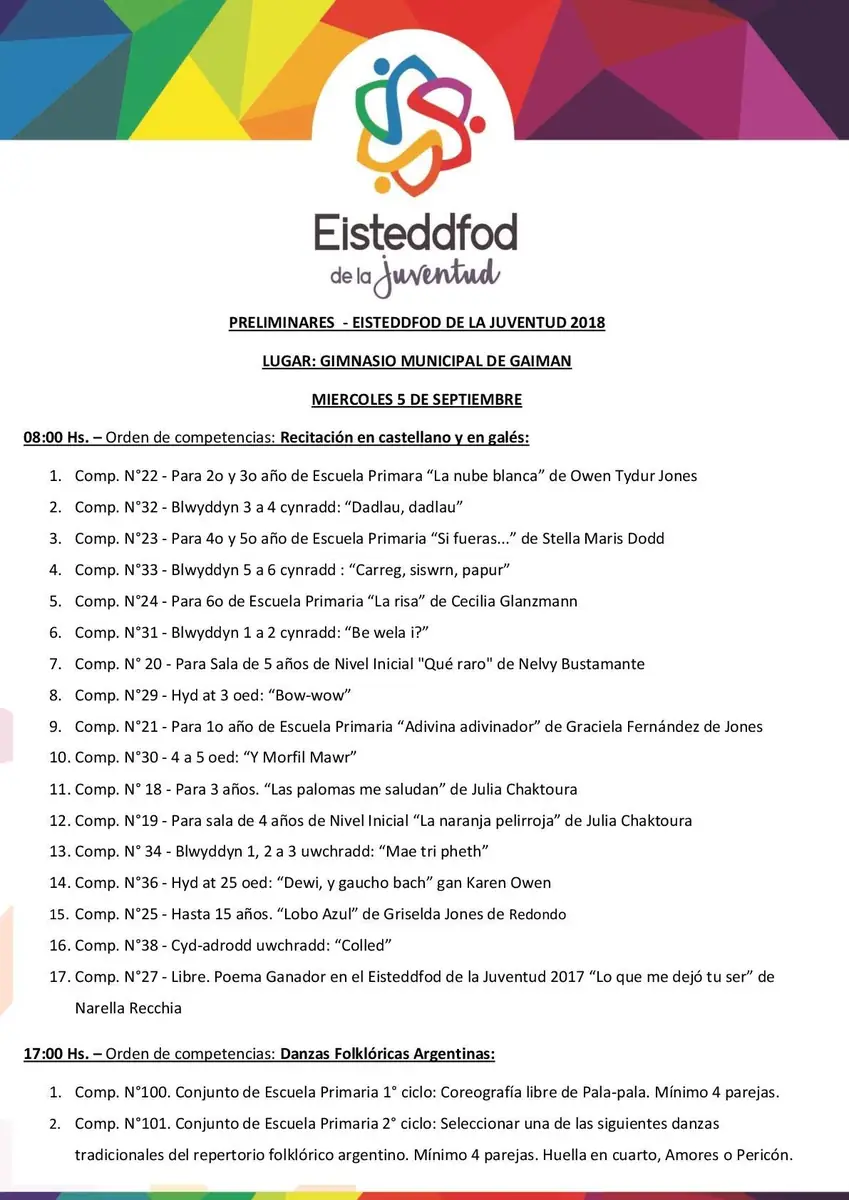 Eisteddfod
de la juventud
PRELIMINARES - EISTEDDFOD DE LA JUVENTUD 2018
LUGAR: GIMNASIO MUNICIPAL DE GAIMAN
MIERCOLES 5 DE SEPTIEMBRE
08:00 Hs. – Orden de competencias: Recitación en castellano y en galés:
1. Comp. N°22 - Para 2o y 3o año de Escuela Primara “La nube blanca” de Owen Tydur Jones
2. Comp. N°32 - Blwyddyn 3 a 4 cynradd: “Dadlau, dadlau”
3. Comp. N°23 - Para 4o y 5o año de Escuela Primaria “Si fueras...” de Stella Maris Dodd
4. Comp. N°33 - Blwyddyn 5 a 6 cynradd : “Carreg, siswrn, papur”
5. Comp. N°24 - Para 6o de Escuela Primaria “La risa” de Cecilia Glanzmann
6. Comp. N°31 - Blwyddyn 1 a 2 cynradd: “Be wela i?”
7. Comp. N° 20 - Para Sala de 5 años de Nivel Inicial "Qué raro" de Nelvy Bustamante
8. Comp. N°29 - Hyd at 3 oed: “Bow-wow”
9. Comp. N°21 - Para 1o año de Escuela Primaria “Adivina adivinador” de Graciela Fernández de Jones
10. Comp. N°30 - 4 a 5 oed: “Y Morfil Mawr”
11. Comp. N° 18 - Para 3 años. “Las palomas me saludan” de Julia Chaktoura
12. Comp. N°19 - Para sala de 4 años de Nivel Inicial “La naranja pelirroja” de Julia Chaktoura
13. Comp. N° 34 - Blwyddyn 1, 2 a 3 uwchradd: “Mae tri pheth”
14. Comp. N°36 - Hyd at 25 oed: “Dewi, y gaucho bach” gan Karen Owen
15. Comp. N°25 - Hasta 15 años. “Lobo Azul” de Griselda Jones de Redondo
16. Comp. N°38 - Cyd-adrodd uwchradd: “Colled”
17. Comp. N°27 - Libre. Poema Ganador en el Eisteddfod de la Juventud 2017 “Lo que me dejó tu ser” de
Narella Recchia
17:00 Hs. – Orden de competencias: Danzas Folklóricas Argentinas:
1. Comp. N°100. Conjunto de Escuela Primaria 1° ciclo: Coreografía libre de Pala-pala. Mínimo 4 parejas.
2. Comp. N°101. Conjunto de Escuela Primaria 2° ciclo: Seleccionar una de las siguientes danzas
tradicionales del repertorio folklórico argentino. Mínimo 4 parejas. Huella en cuarto, Amores o Pericón.